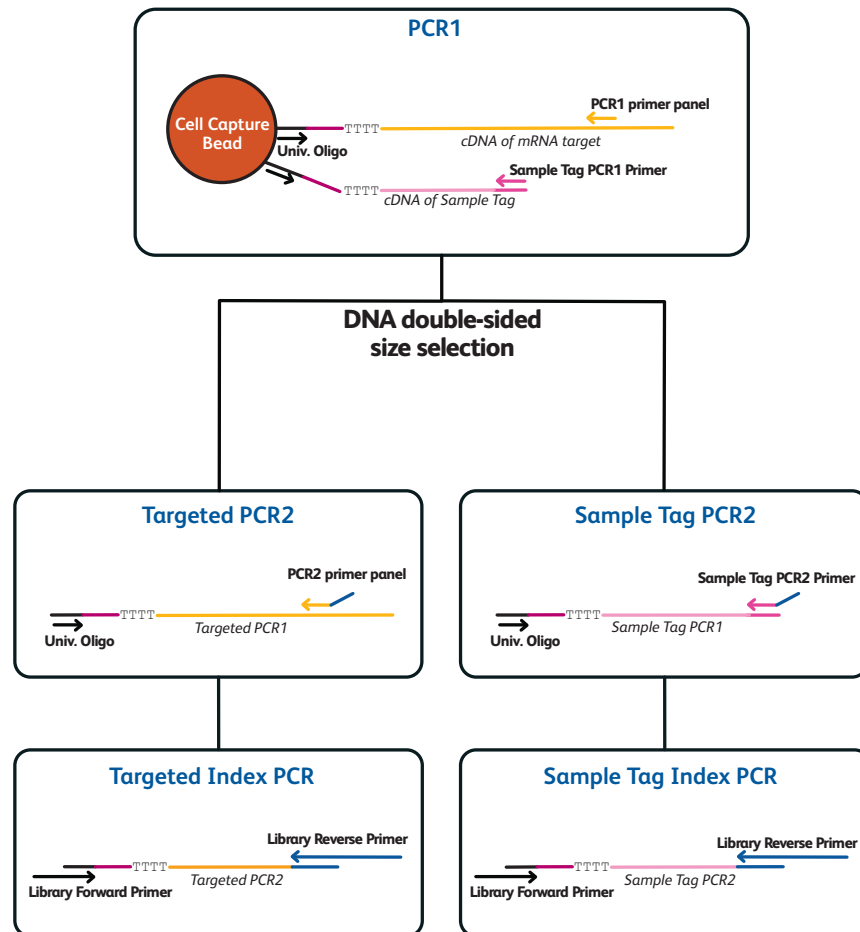 PCR1
PCR1 primer panel
Cell Capture
Bead
TTTT
Univ. Oligo
cDNA of mRNA target
Sample Tag PCR1 Primer
TTTT
cDNA of Sample Tag
DNA double-sided
size selection
Targeted PCR2
PCR2 primer panel
TTTT
Univ. Oligo
Targeted PCR1
Sample Tag PCR2
Sample Tag PCR2 Primer
TTTT
Univ. Oligo
Sample Tag PCR1
Targeted Index PCR
Library Reverse Primer
TTTT
Library Forward Primer
Targeted PCR2
Sample Tag Index PCR
Library Reverse Primer
TTTT
Library Forward Primer
Sample Tag PCR2